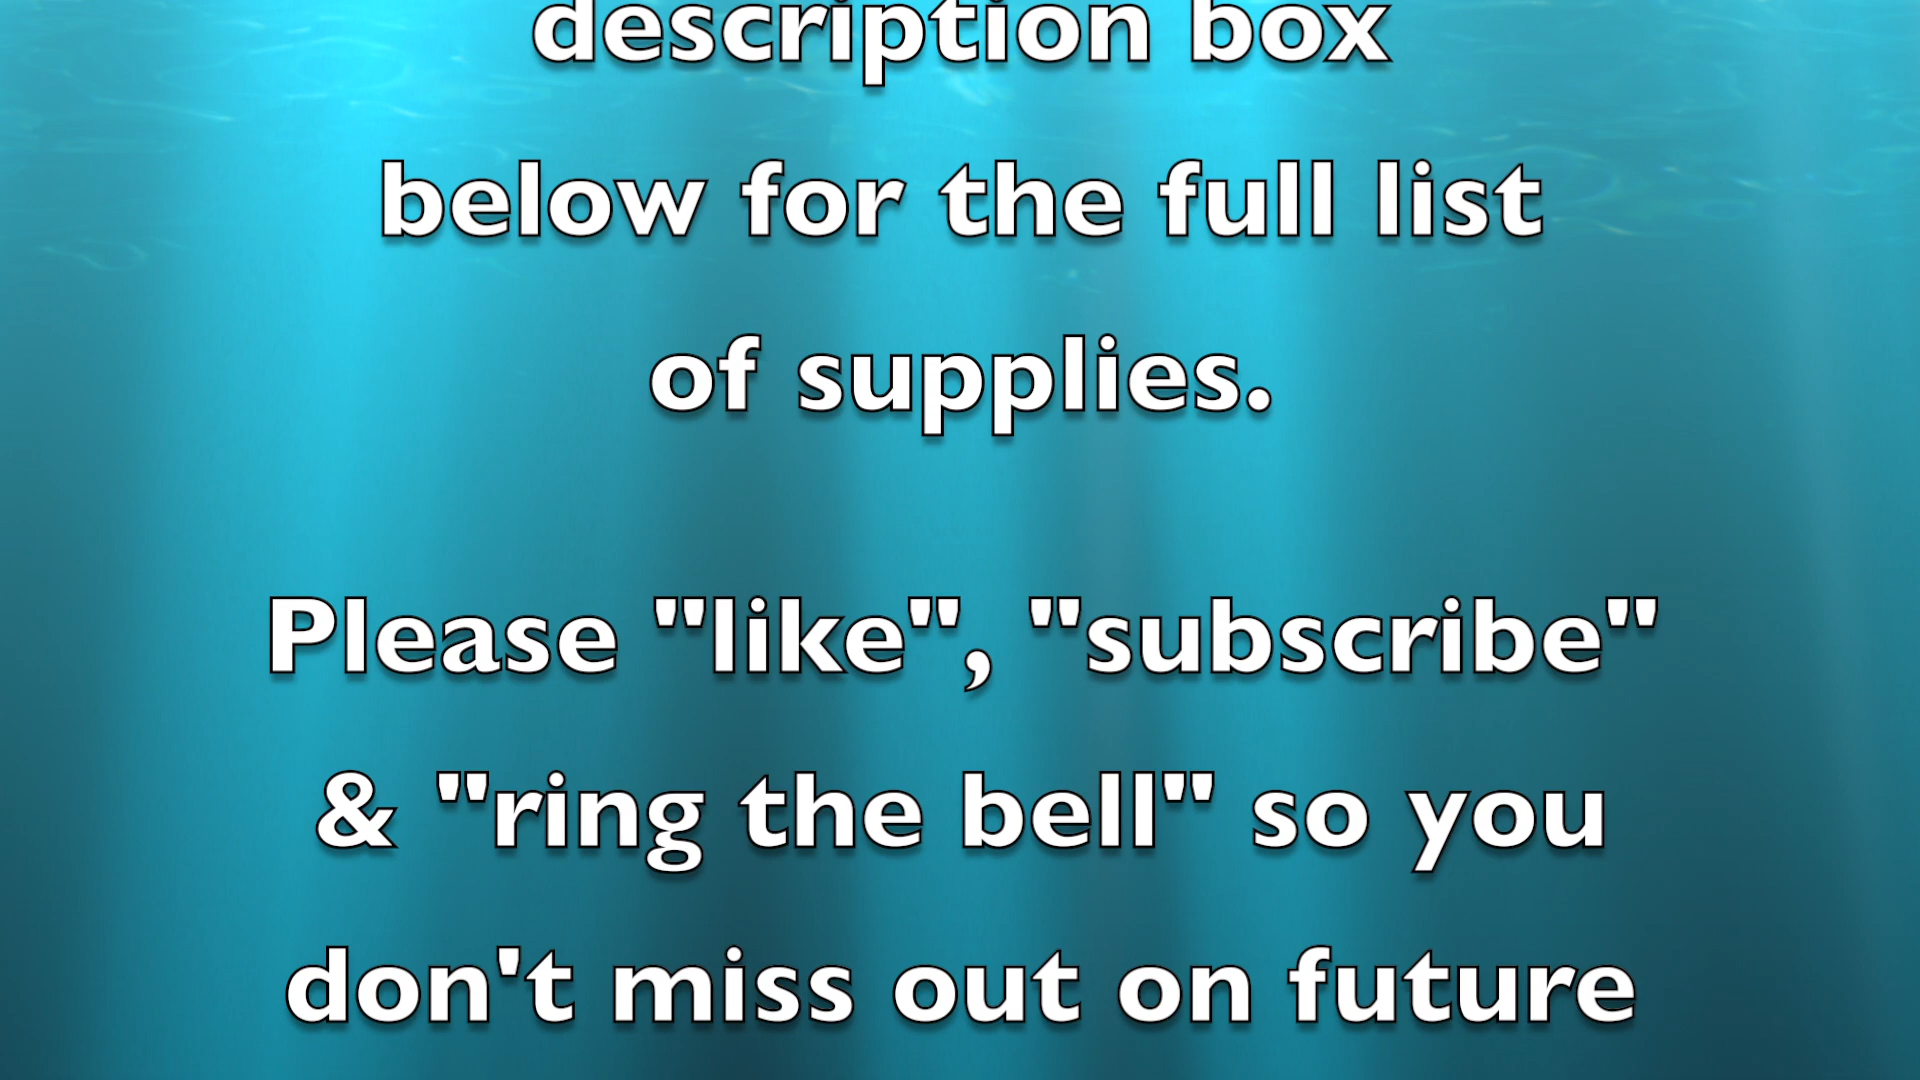 description box
below for the full list
of supplies.
Please "like", "subscribe"
& "ring the bell" so you
don't miss out on future